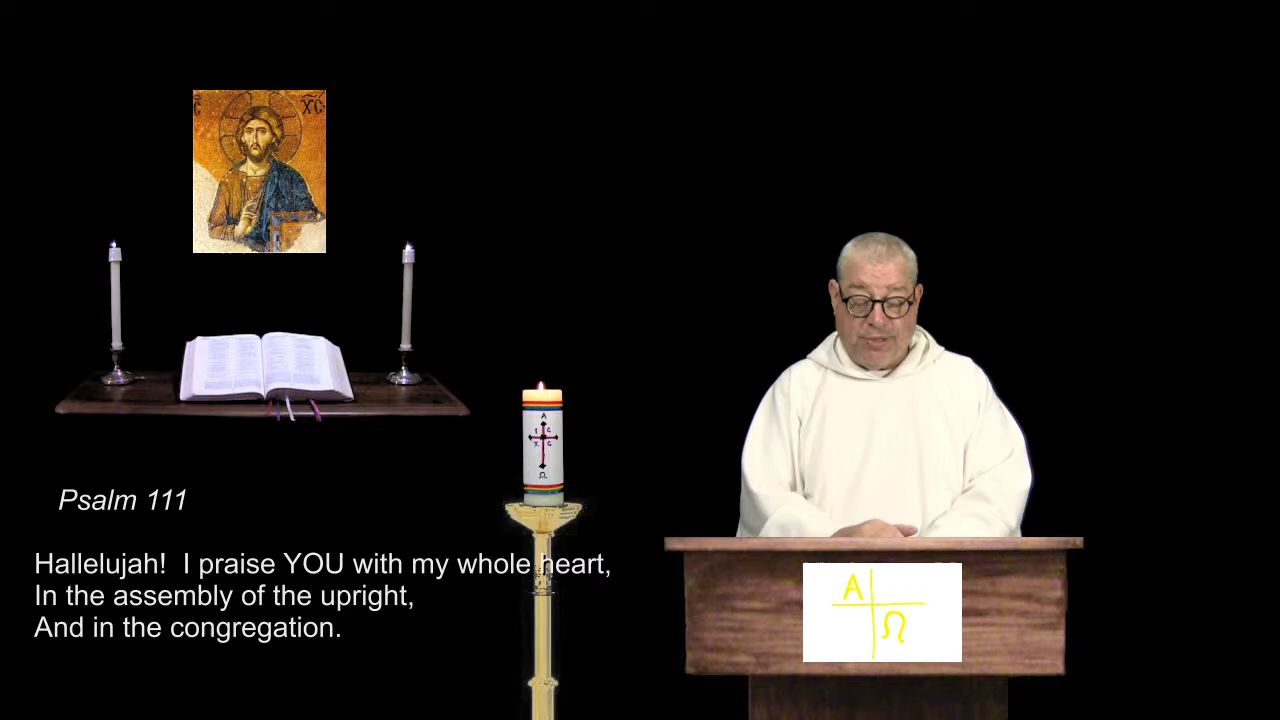 C̅ X̅C̅
A
I C
X C
Ω
Psalm 111
Hallelujah!  I praise YOU with my whole heart,
In the assembly of the upright,
And in the congregation.
A
Ω